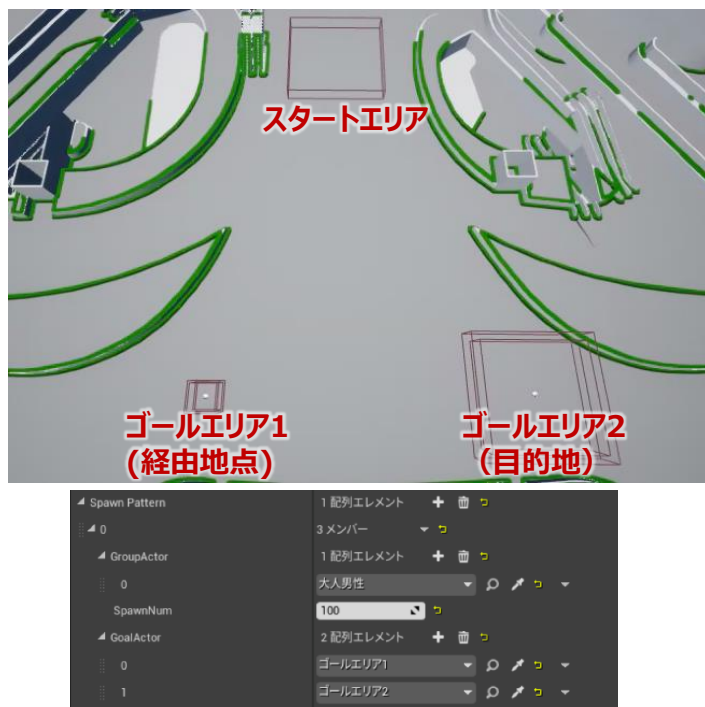 スタートエリア
ゴールエリア1
(経由地点)
ゴールエリア2
（目的地）
Spawn Pattern 1 配列エレメント
0 3 メンバー
GroupActor 1 配列エレメント
0 大人男性
SpawnNum 100
GoalActor 2 配列エレメント
0 ゴールエリア1
1 ゴールエリア2